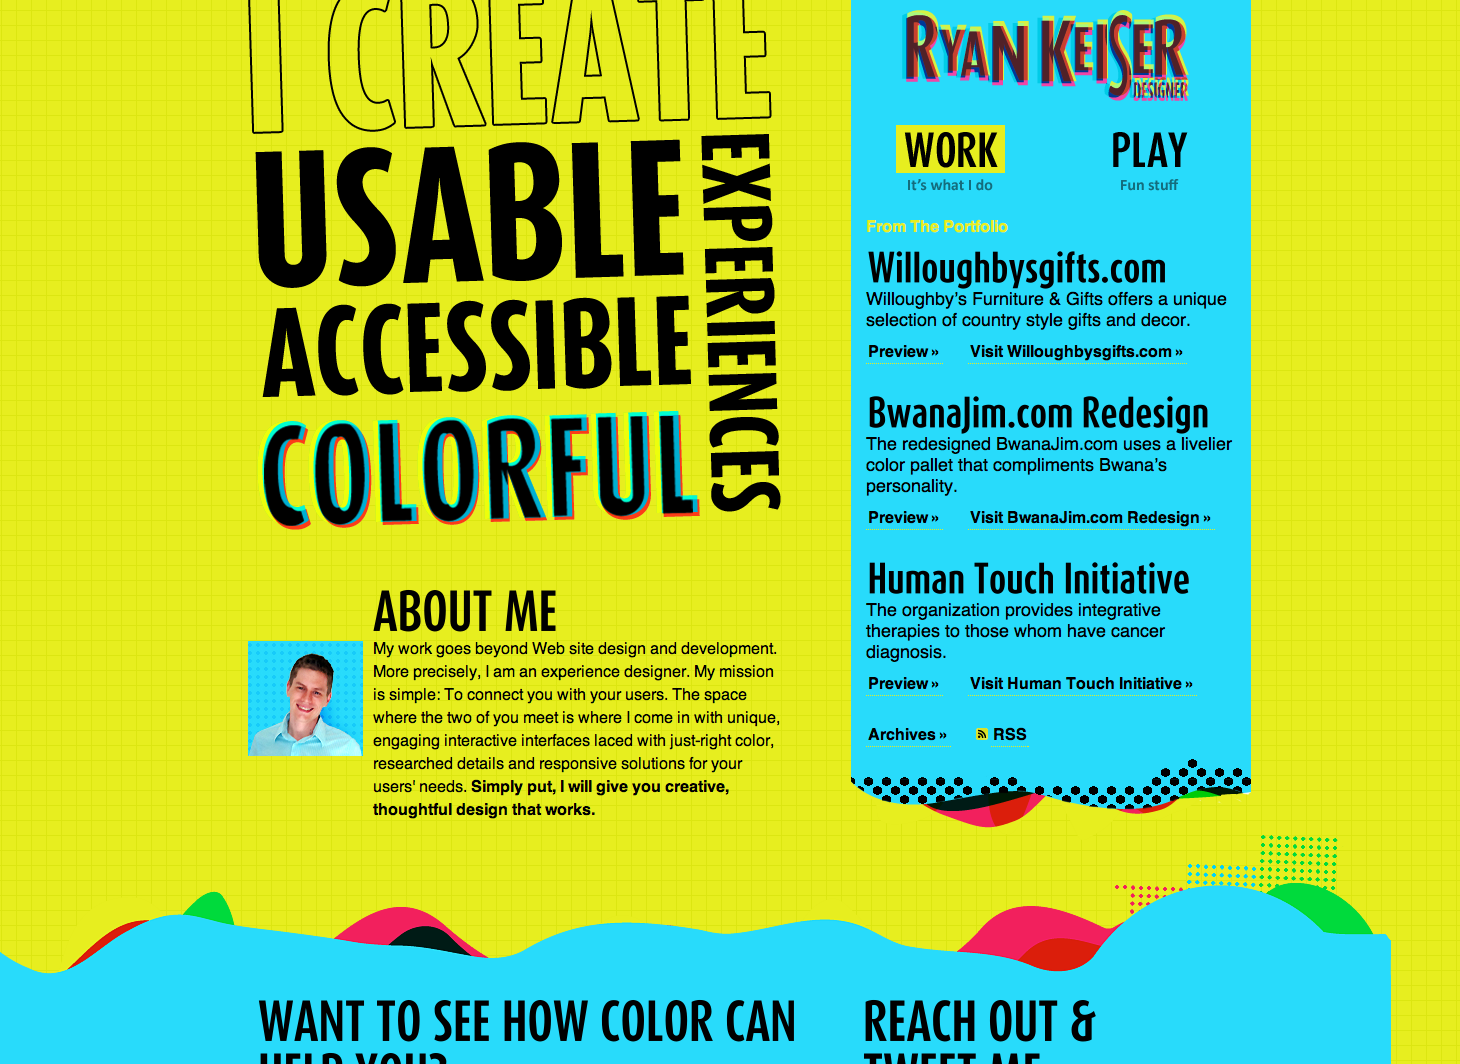 I CREATE
USABLE
ACCESSIBLE
COLORFUL
EXPERIENCES
ABOUT ME
My work goes beyond Web site design and development.
More precisely, I am an experience designer. My mission
is simple: To connect you with your users. The space
where the two of you meet is where I come in with unique,
engaging interactive interfaces laced with just-right color,
researched details and responsive solutions for your
users' needs. Simply put, I will give you creative,
thoughtful design that works.
RYAN KEISER
DESIGNER
WORK
It's what I do
PLAY
Fun stuff
From The Portfolio
Willoughbysgifts.com
Willoughby's Furniture & Gifts offers a unique
selection of country style gifts and decor.
Preview » Visit Willoughbysgifts.com »
BwanaJim.com Redesign
The redesigned BwanaJim.com uses a livelier
color pallet that compliments Bwana's
personality.
Preview » Visit BwanaJim.com Redesign »
Human Touch Initiative
The organization provides integrative
therapies to those whom have cancer
diagnosis.
Preview » Visit Human Touch Initiative »
Archives » RSS
WANT TO SEE HOW COLOR CAN
HELP YOU?
REACH OUT &
TWEET ME